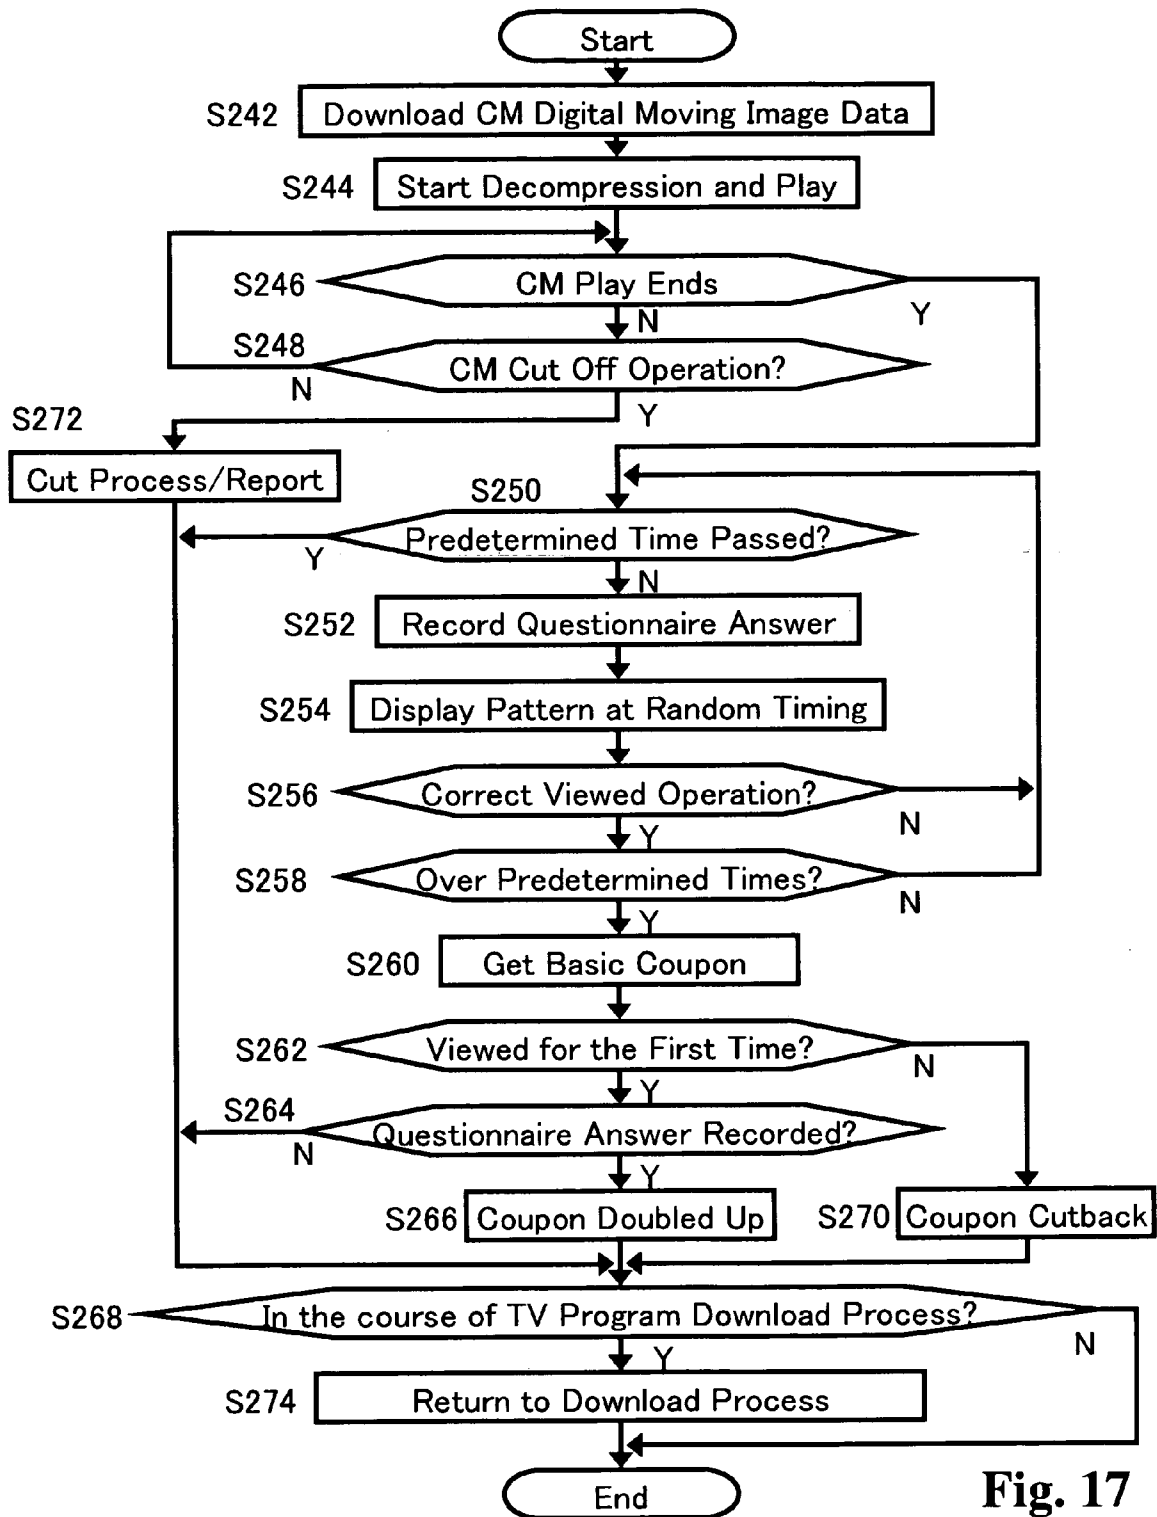 Start
S242 Download CM Digital Moving Image Data
S244 Start Decompression and Play
S246 CM Play Ends
Y
N
S248 CM Cut Off Operation?
N
Y
S272
Cut Process/Report
S250
Predetermined Time Passed?
Y
N
S252 Record Questionnaire Answer
S254 Display Pattern at Random Timing
S256 Correct Viewed Operation?
N
Y
S258 Over Predetermined Times?
N
Y
S260 Get Basic Coupon
S262 Viewed for the First Time?
N
Y
S264
Questionnaire Answer Recorded?
N
Y
S266 Coupon Doubled Up
S270 Coupon Cutback
S268 In the course of TV Program Download Process?
N
Y
S274 Return to Download Process
End
Fig. 17